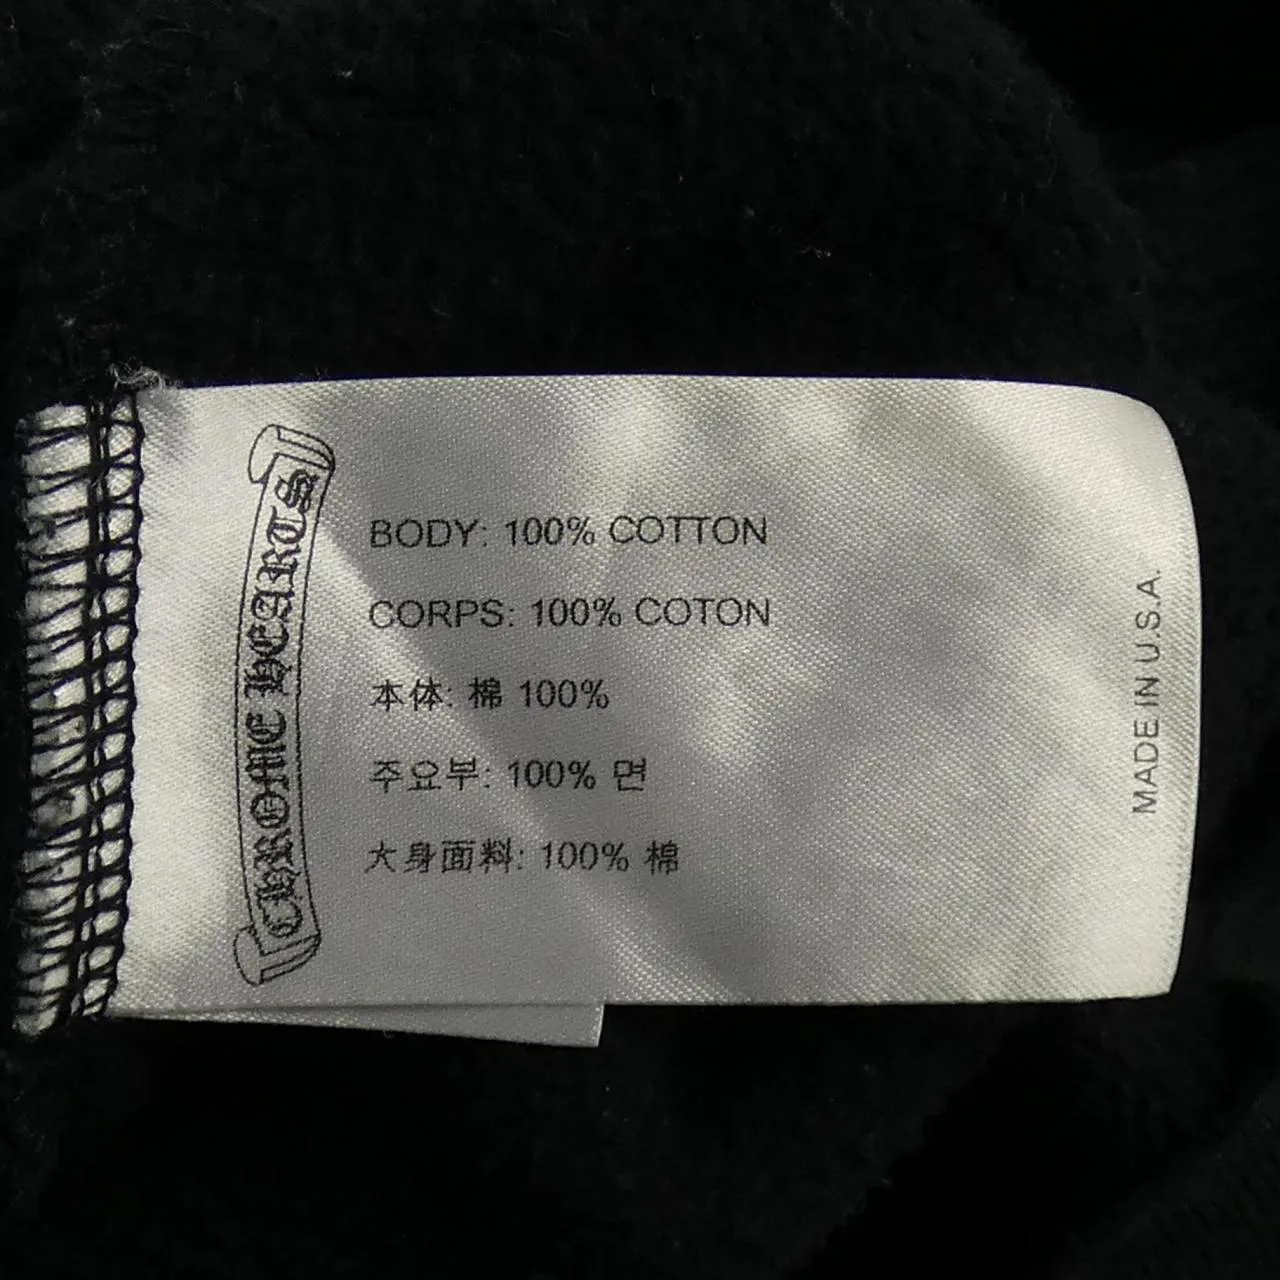 CHROME HEARTS
BODY: 100% COTTON
CORPS: 100% COTON
本体: 棉 100%
주요부: 100% 면
大身面料: 100% 棉
MADE IN U.S.A.